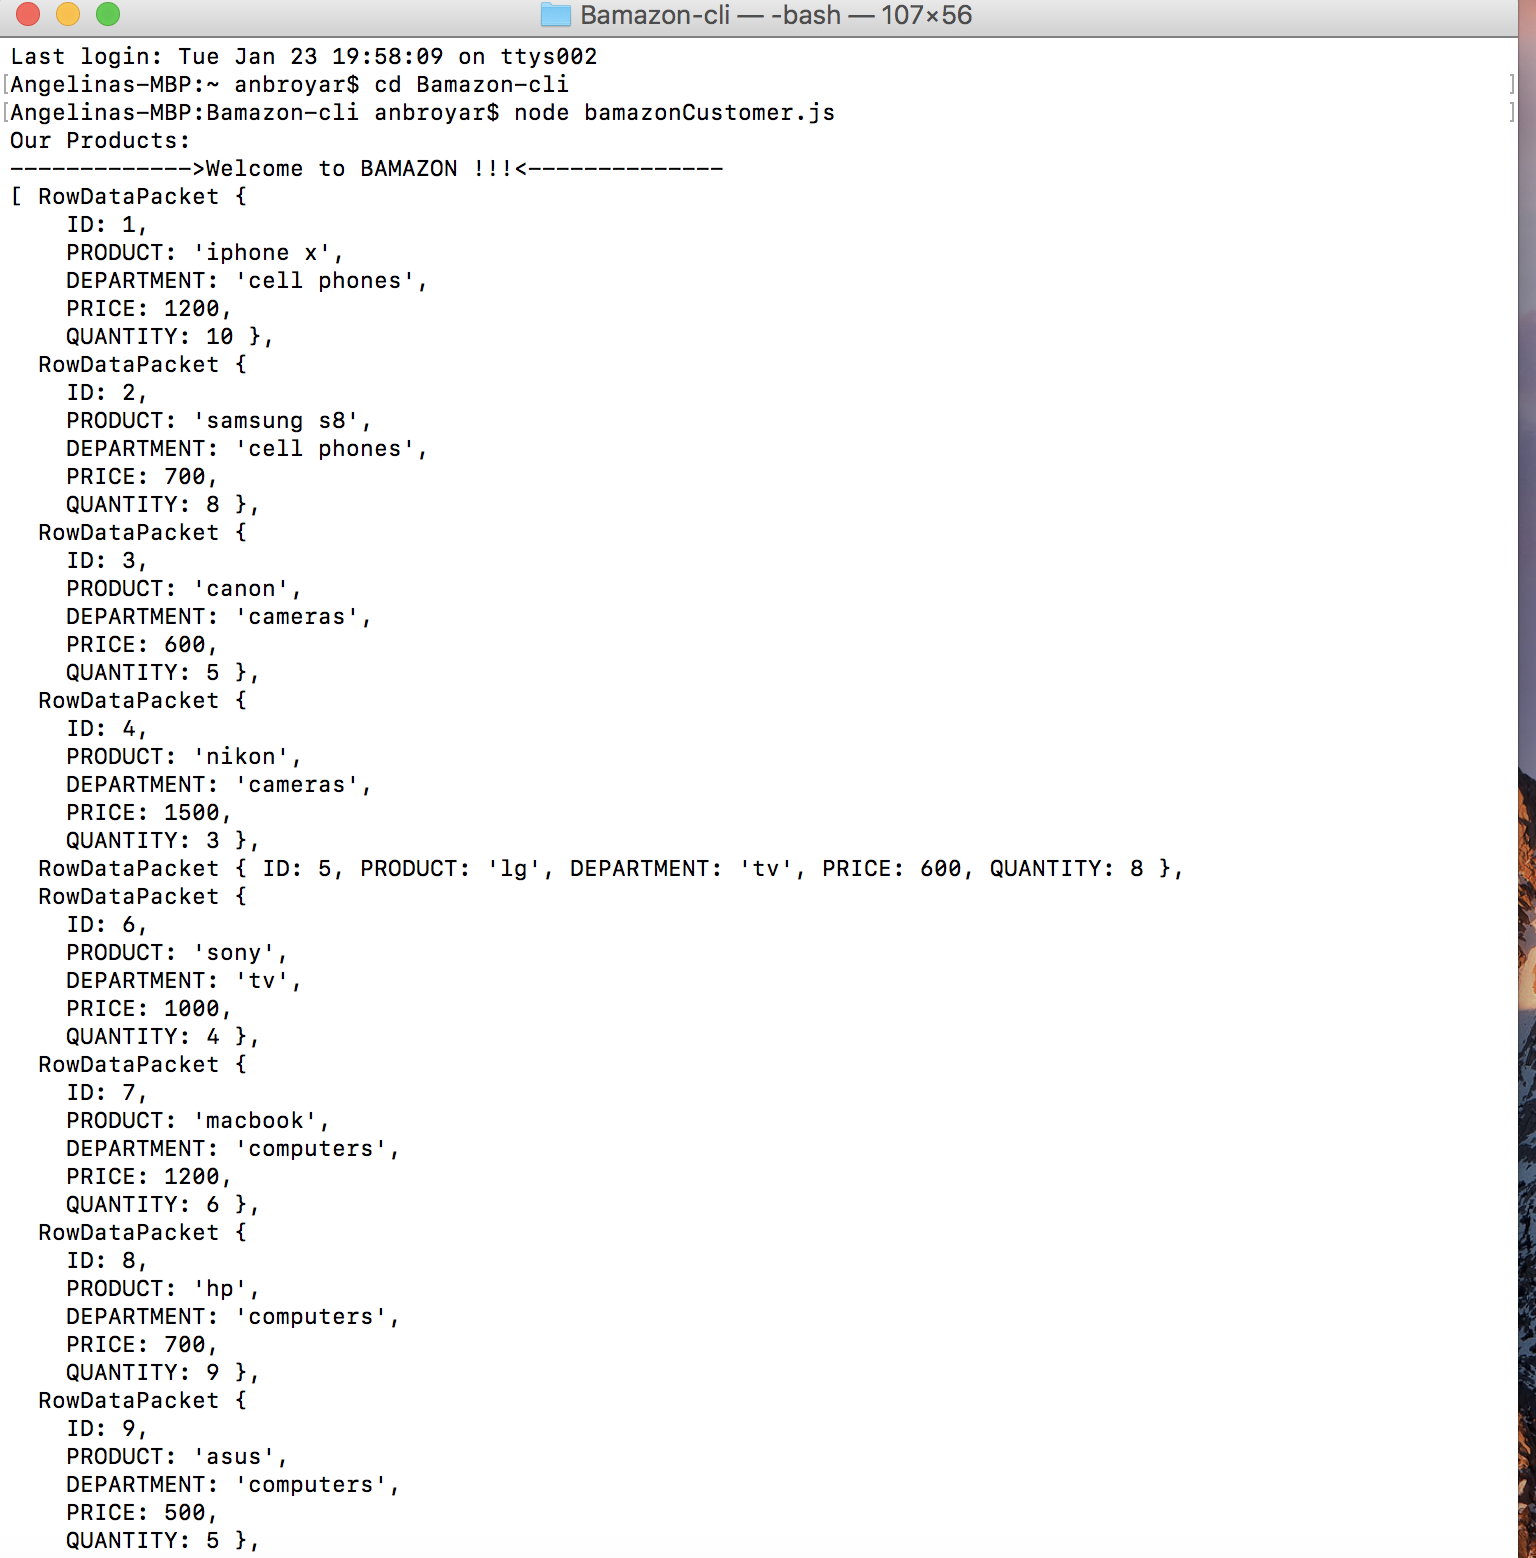 Bamazon-cli — -bash — 107×56
Last login: Tue Jan 23 19:58:09 on ttys002
[Angelinas-MBP:~ anbroyar$ cd Bamazon-cli ]
[Angelinas-MBP:Bamazon-cli anbroyar$ node bamazonCustomer.js ]
Our Products:
------------->Welcome to BAMAZON !!!<--------------
[ RowDataPacket {
    ID: 1,
    PRODUCT: 'iphone x',
    DEPARTMENT: 'cell phones',
    PRICE: 1200,
    QUANTITY: 10 },
  RowDataPacket {
    ID: 2,
    PRODUCT: 'samsung s8',
    DEPARTMENT: 'cell phones',
    PRICE: 700,
    QUANTITY: 8 },
  RowDataPacket {
    ID: 3,
    PRODUCT: 'canon',
    DEPARTMENT: 'cameras',
    PRICE: 600,
    QUANTITY: 5 },
  RowDataPacket {
    ID: 4,
    PRODUCT: 'nikon',
    DEPARTMENT: 'cameras',
    PRICE: 1500,
    QUANTITY: 3 },
  RowDataPacket { ID: 5, PRODUCT: 'lg', DEPARTMENT: 'tv', PRICE: 600, QUANTITY: 8 },
  RowDataPacket {
    ID: 6,
    PRODUCT: 'sony',
    DEPARTMENT: 'tv',
    PRICE: 1000,
    QUANTITY: 4 },
  RowDataPacket {
    ID: 7,
    PRODUCT: 'macbook',
    DEPARTMENT: 'computers',
    PRICE: 1200,
    QUANTITY: 6 },
  RowDataPacket {
    ID: 8,
    PRODUCT: 'hp',
    DEPARTMENT: 'computers',
    PRICE: 700,
    QUANTITY: 9 },
  RowDataPacket {
    ID: 9,
    PRODUCT: 'asus',
    DEPARTMENT: 'computers',
    PRICE: 500,
    QUANTITY: 5 },